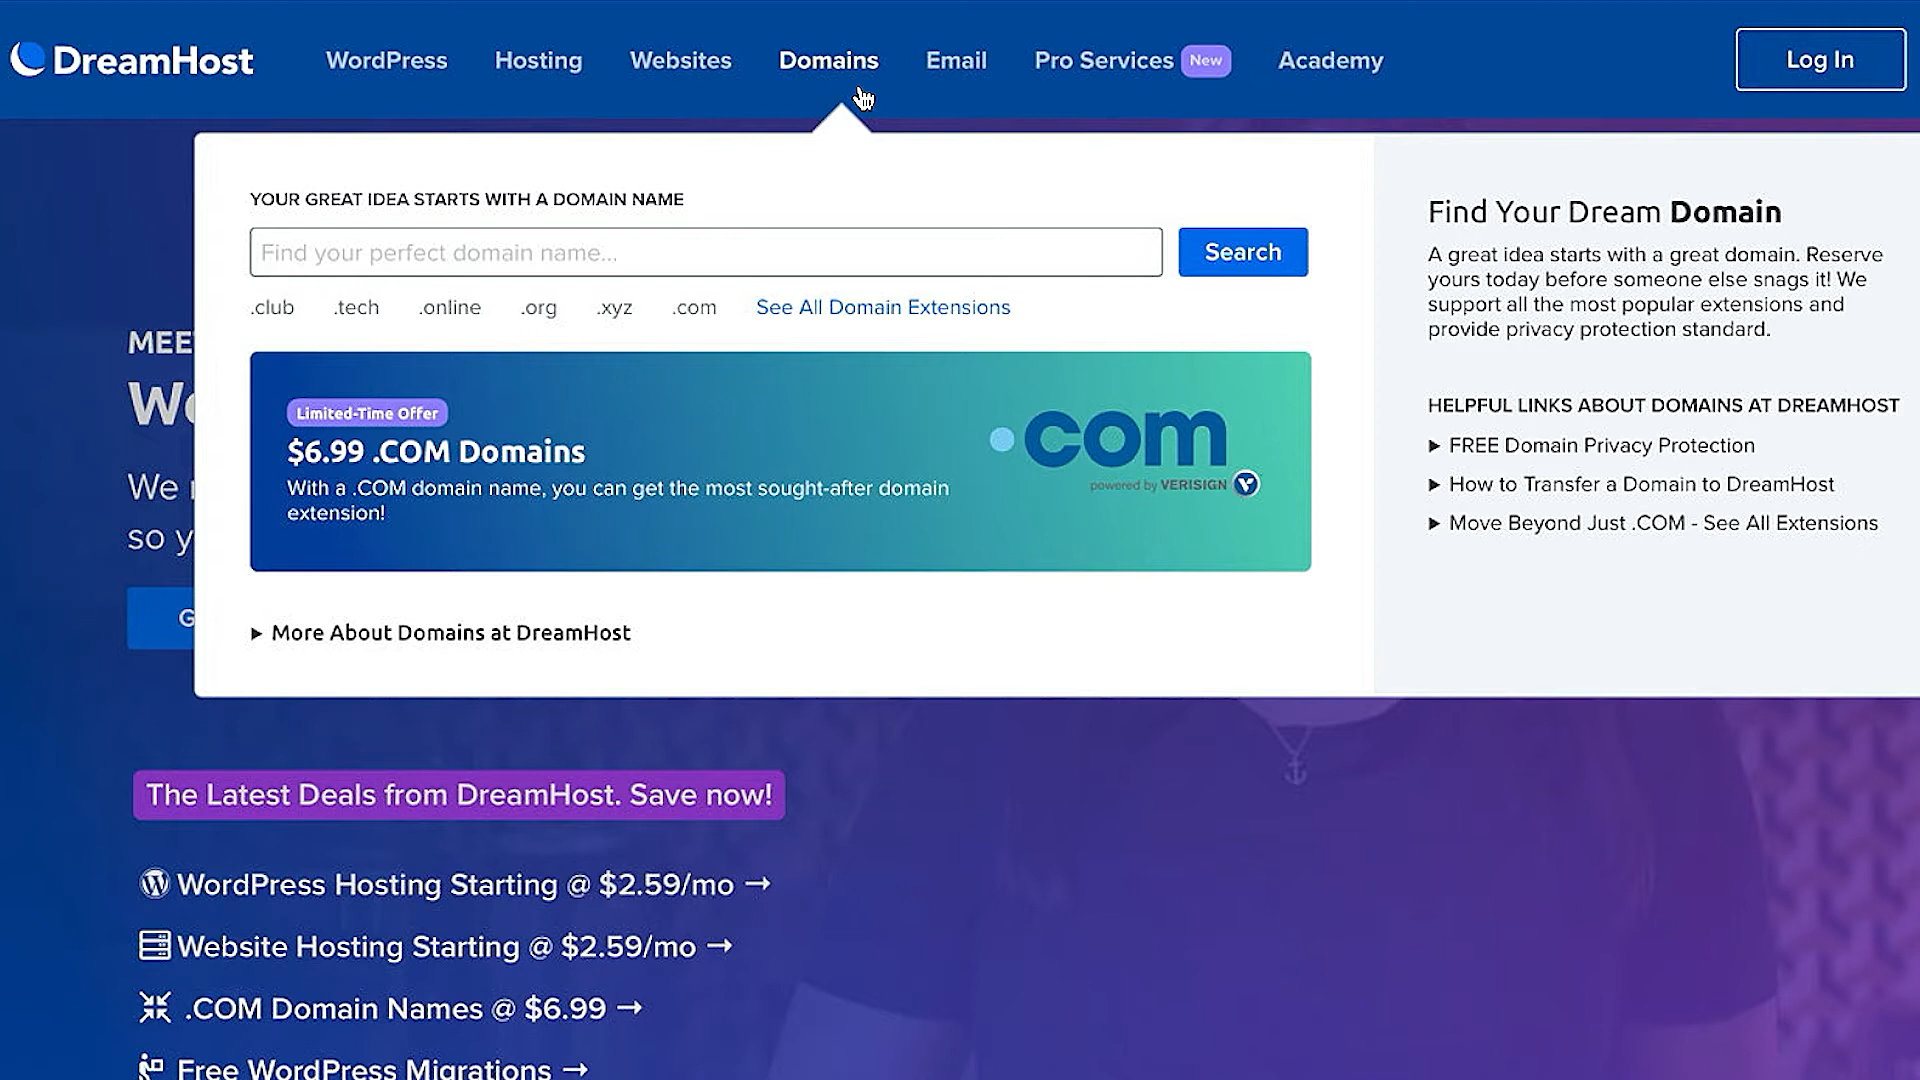 DreamHost
WordPress
Hosting
Websites
Domains
Email
Pro Services New
Academy
Log In
YOUR GREAT IDEA STARTS WITH A DOMAIN NAME
Find your perfect domain name...
Search
.club
.tech
.online
.org
.xyz
.com
See All Domain Extensions
Limited-Time Offer
$6.99 .COM Domains
With a .COM domain name, you can get the most sought-after domain
extension!
.com
powered by VERISIGN
More About Domains at DreamHost
Find Your Dream Domain
A great idea starts with a great domain. Reserve
yours today before someone else snags it! We
support all the most popular extensions and
provide privacy protection standard.
HELPFUL LINKS ABOUT DOMAINS AT DREAMHOST
FREE Domain Privacy Protection
How to Transfer a Domain to DreamHost
Move Beyond Just .COM - See All Extensions
We
so y
G
The Latest Deals from DreamHost. Save now!
WordPress Hosting Starting @ $2.59/mo →
Website Hosting Starting @ $2.59/mo →
.COM Domain Names @ $6.99 →
Free WordPress Migrations →